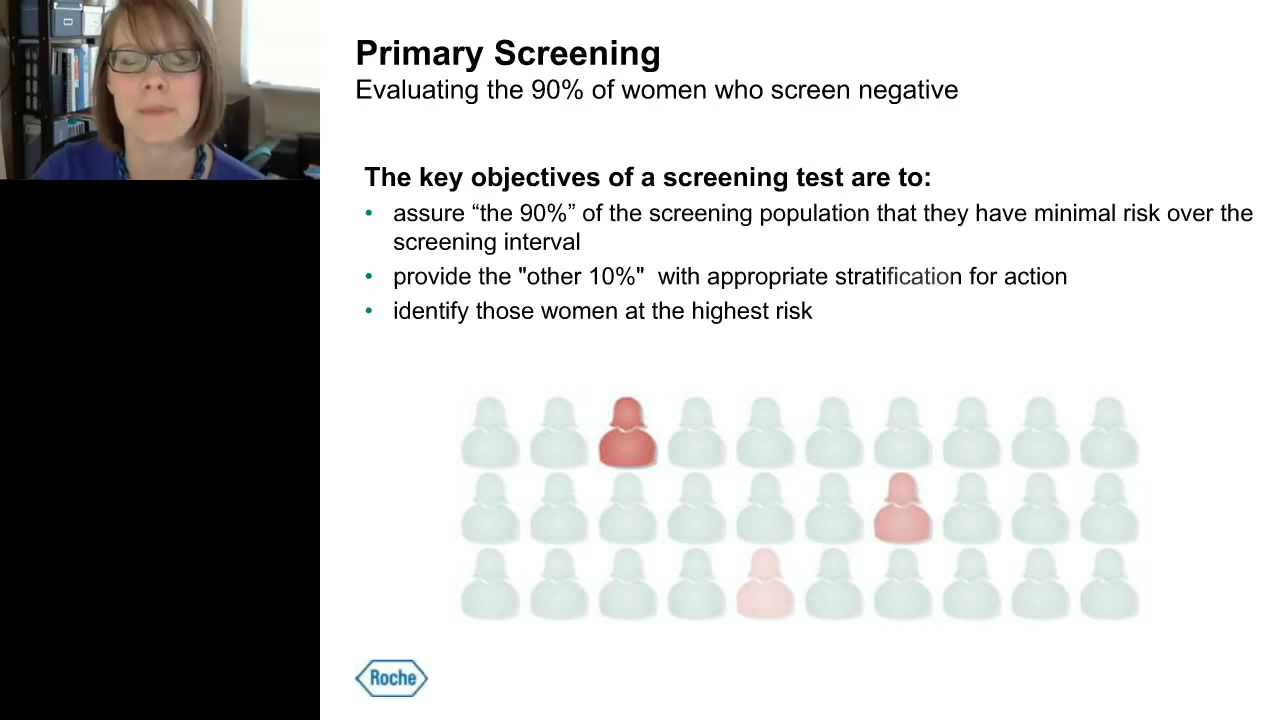 Primary Screening
Evaluating the 90% of women who screen negative
The key objectives of a screening test are to:
• assure “the 90%” of the screening population that they have minimal risk over the
screening interval
• provide the "other 10%"  with appropriate stratification for action
• identify those women at the highest risk
Roche